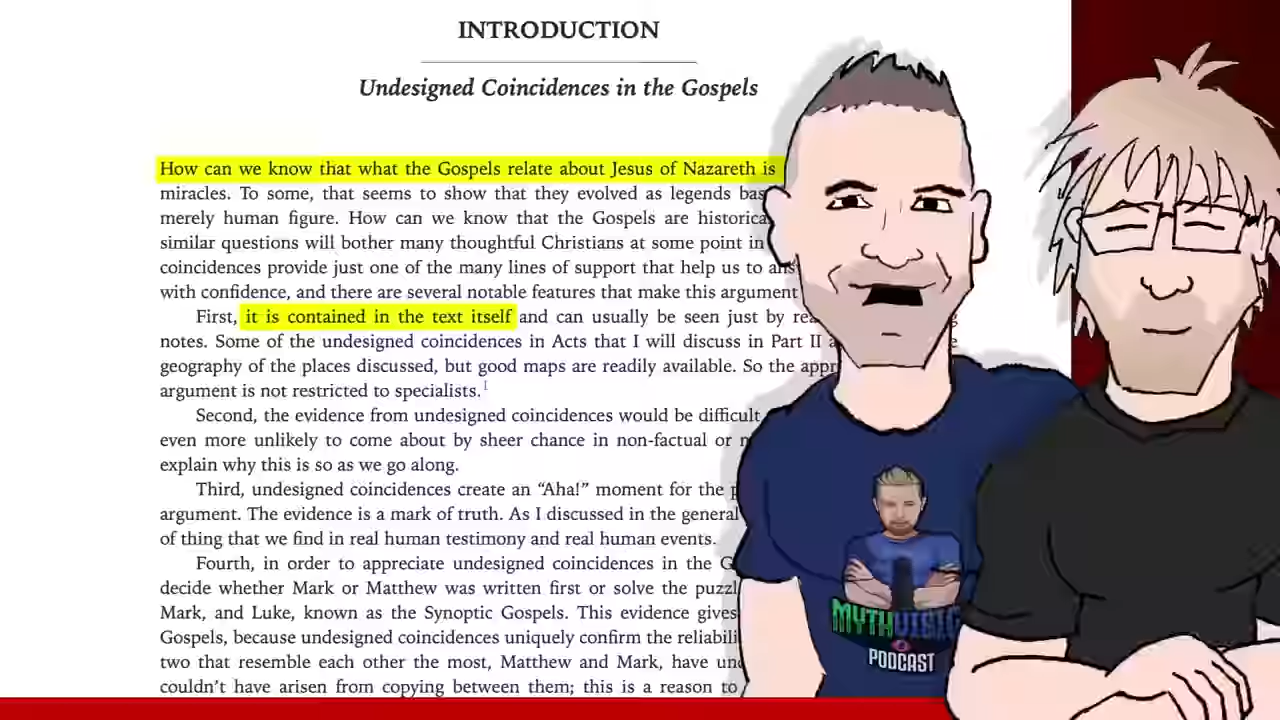 INTRODUCTION
Undesigned Coincidences in the Gospels
How can we know that what the Gospels relate about Jesus of Nazareth is
miracles. To some, that seems to show that they evolved as legends
merely human figure. How can we know that the Gospels are
similar questions will bother many thoughtful Christians at some point in
coincidences provide just one of the many lines of support that help us to
with confidence, and there are several notable features that make this argument
First, it is contained in the text itself and can usually be seen just by
notes. Some of the undesigned coincidences in Acts that I will discuss in Part II
geography of the places discussed, but good maps are readily available. So the
argument is not restricted to specialists.¹
Second, the evidence from undesigned coincidences would be difficult
even more unlikely to come about by sheer chance in non-factual or
explain why this is so as we go along.
Third, undesigned coincidences create an “Aha!” moment for the
argument. The evidence is a mark of truth. As I discussed in the general
of thing that we find in real human testimony and real human events.
Fourth, in order to appreciate undesigned coincidences in the
decide whether Mark or Matthew was written first or solve the
Mark, and Luke, known as the Synoptic Gospels. This evidence gives
Gospels, because undesigned coincidences uniquely confirm the
two that resemble each other the most, Matthew and Mark, have
couldn’t have arisen from copying between them; this is a reason to
MYTHVISION
PODCAST